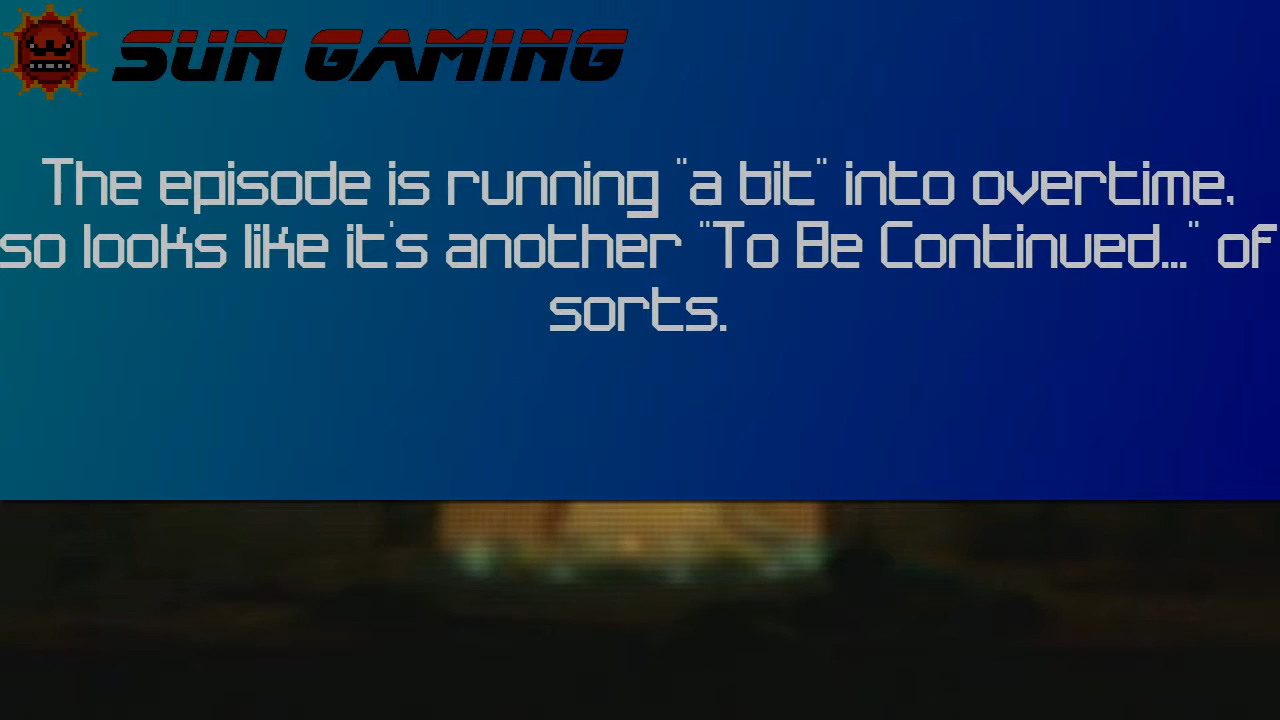 SUN GAMING
The episode is running "a bit" into overtime,
so looks like it's another "To Be Continued..." of
sorts.